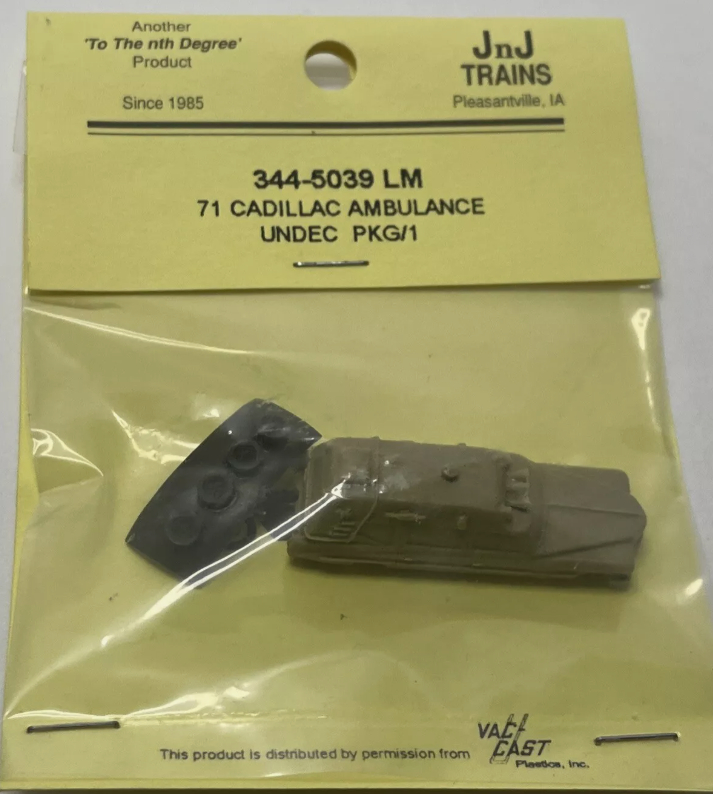 Another
'To The nth Degree'
Product
Since 1985
JnJ
TRAINS
Pleasantville, IA
344-5039 LM
71 CADILLAC AMBULANCE
UNDEC PKG/1
This product is distributed by permission from
VAC
CAST
Plastics, Inc.